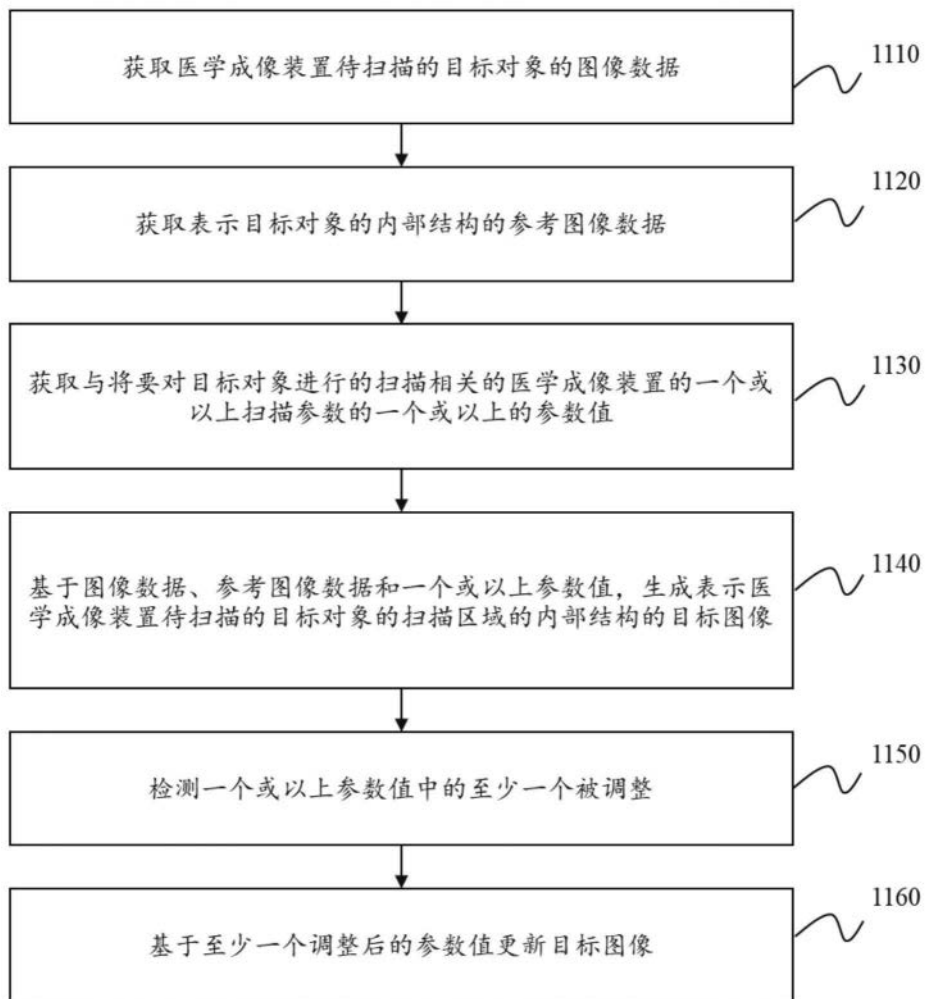 获取医学成像装置待扫描的目标对象的图像数据
1110
获取表示目标对象的内部结构的参考图像数据
1120
获取与将要对目标对象进行的扫描相关的医学成像装置的一个或
以上扫描参数的一个或以上的参数值
1130
基于图像数据、参考图像数据和一个或以上参数值，生成表示医
学成像装置待扫描的目标对象的扫描区域的内部结构的目标图像
1140
检测一个或以上参数值中的至少一个被调整
1150
基于至少一个调整后的参数值更新目标图像
1160